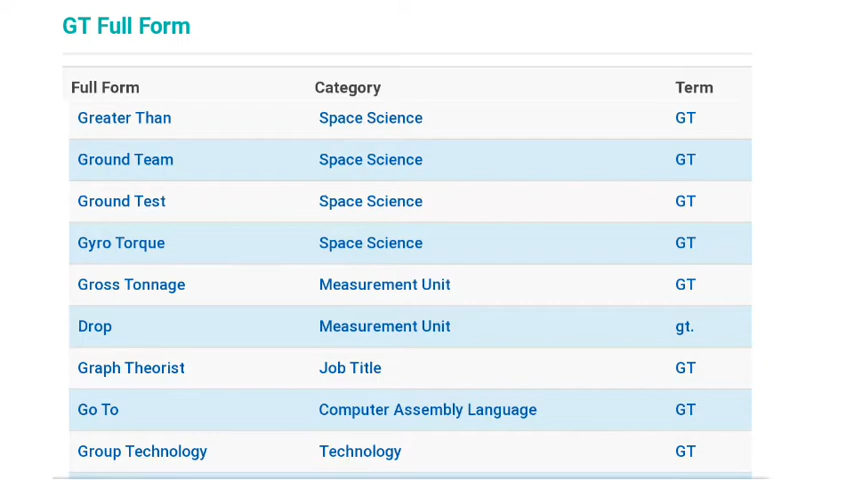 GT Full Form
Full Form Category Term
Greater Than Space Science GT
Ground Team Space Science GT
Ground Test Space Science GT
Gyro Torque Space Science GT
Gross Tonnage Measurement Unit GT
Drop Measurement Unit gt.
Graph Theorist Job Title GT
Go To Computer Assembly Language GT
Group Technology Technology GT